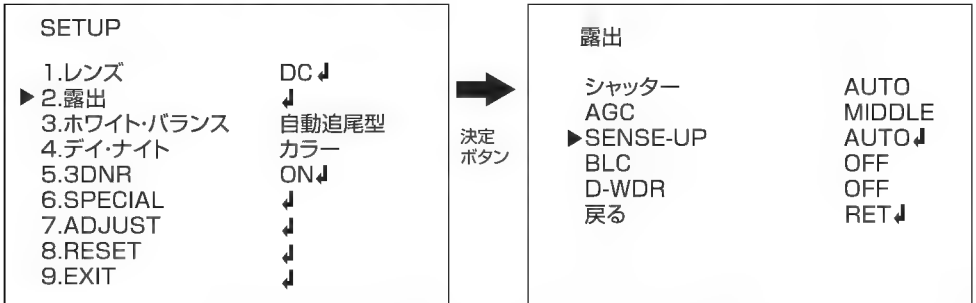 SETUP
1.レンズ DC↲
▶2.露出 ↲
3.ホワイト・バランス 自動追尾型
4.デイ・ナイト カラー
5.3DNR ON↲
6.SPECIAL ↲
7.ADJUST ↲
8.RESET ↲
9.EXIT ↲
決定
ボタン
露出
シャッター AUTO
AGC MIDDLE
▶SENSE-UP AUTO↲
BLC OFF
D-WDR OFF
戻る RET↲